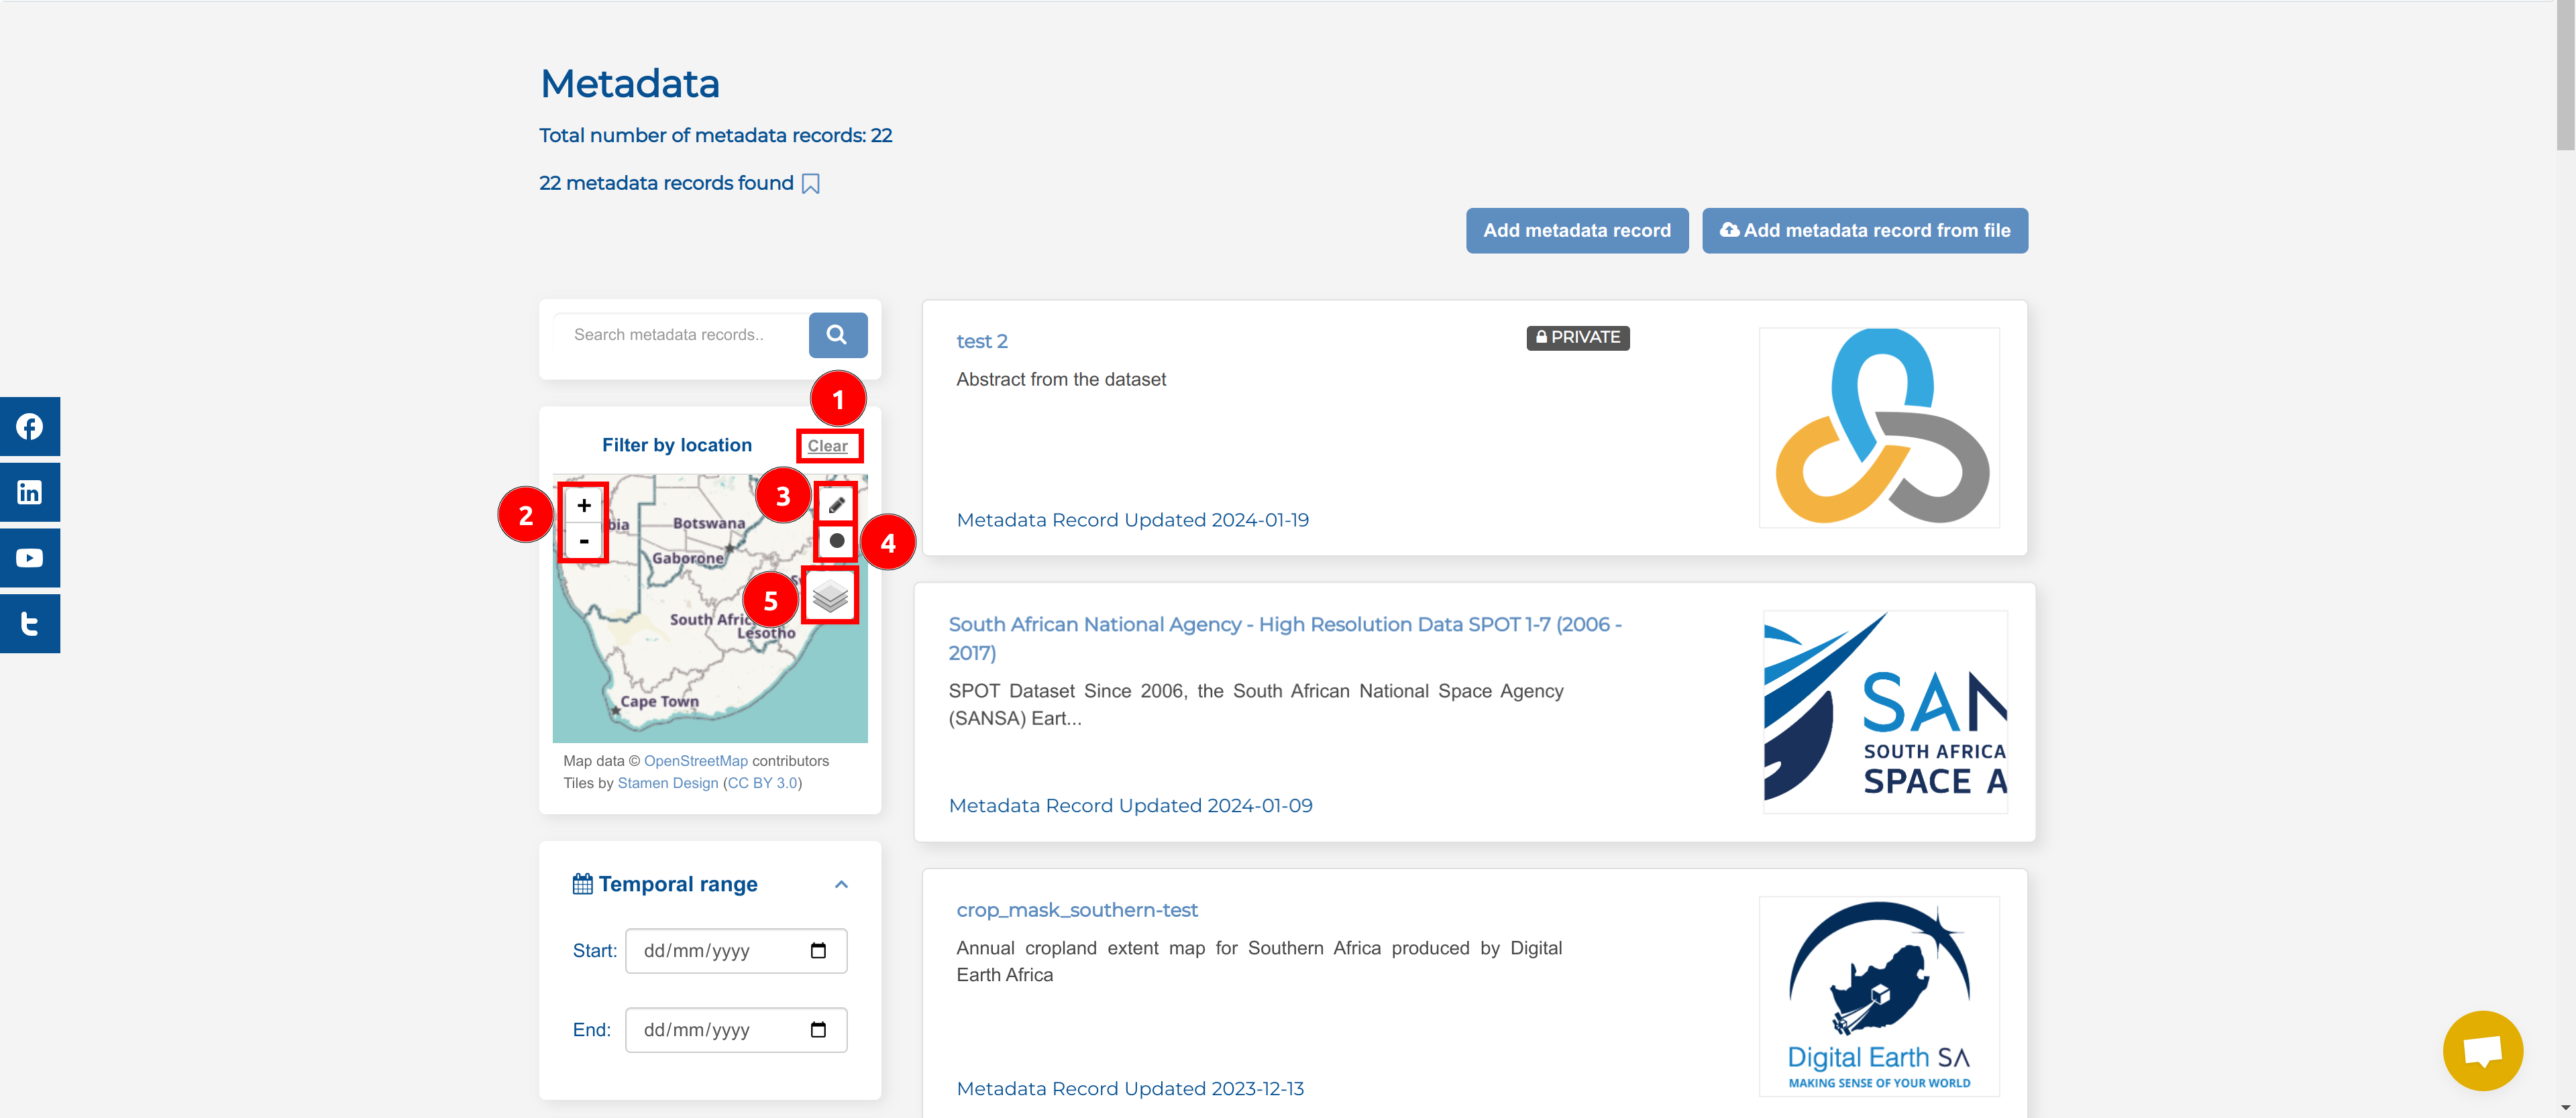 Metadata
Total number of metadata records: 22
22 metadata records found
Add metadata record
Add metadata record from file
Search metadata records..
1
Filter by location
Clear
2
+
-
3
4
5
bia
Botswana
Gaborone
South Afric
Lesotho
Cape Town
Map data © OpenStreetMap contributors
Tiles by Stamen Design (CC BY 3.0)
Temporal range
Start: dd/mm/yyyy
End: dd/mm/yyyy
test 2
PRIVATE
Abstract from the dataset
Metadata Record Updated 2024-01-19
South African National Agency - High Resolution Data SPOT 1-7 (2006 -
2017)
SPOT Dataset Since 2006, the South African National Space Agency
(SANSA) Eart...
Metadata Record Updated 2024-01-09
SAN
SOUTH AFRICA
SPACE A
crop_mask_southern-test
Annual cropland extent map for Southern Africa produced by Digital
Earth Africa
Metadata Record Updated 2023-12-13
Digital Earth SA
MAKING SENSE OF YOUR WORLD